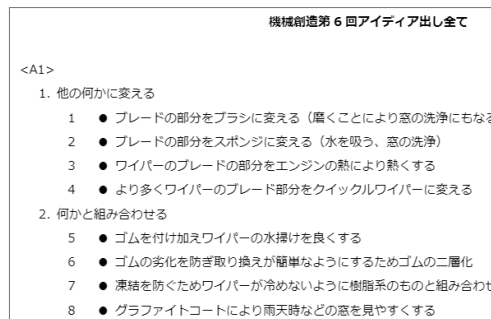 機械創造第 6 回アイディア出し全て
<A1>
1. 他の何かに変える
1 ● ブレードの部分をブラシに変える（磨くことにより窓の洗浄にもなる
2 ● ブレードの部分をスポンジに変える（水を吸う、窓の洗浄）
3 ● ワイパーのブレードの部分をエンジンの熱により熱くする
4 ● より多くワイパーのブレード部分をクイックルワイパーに変える
2. 何かと組み合わせる
5 ● ゴムを付け加えワイパーの水掃けを良くする
6 ● ゴムの劣化を防ぎ取り換えが簡単なようにするためゴムの二層化
7 ● 凍結を防ぐためワイパーが冷めないように樹脂系のものと組み合わせ
8 ● グラファイトコートにより雨天時などの窓を見やすくする